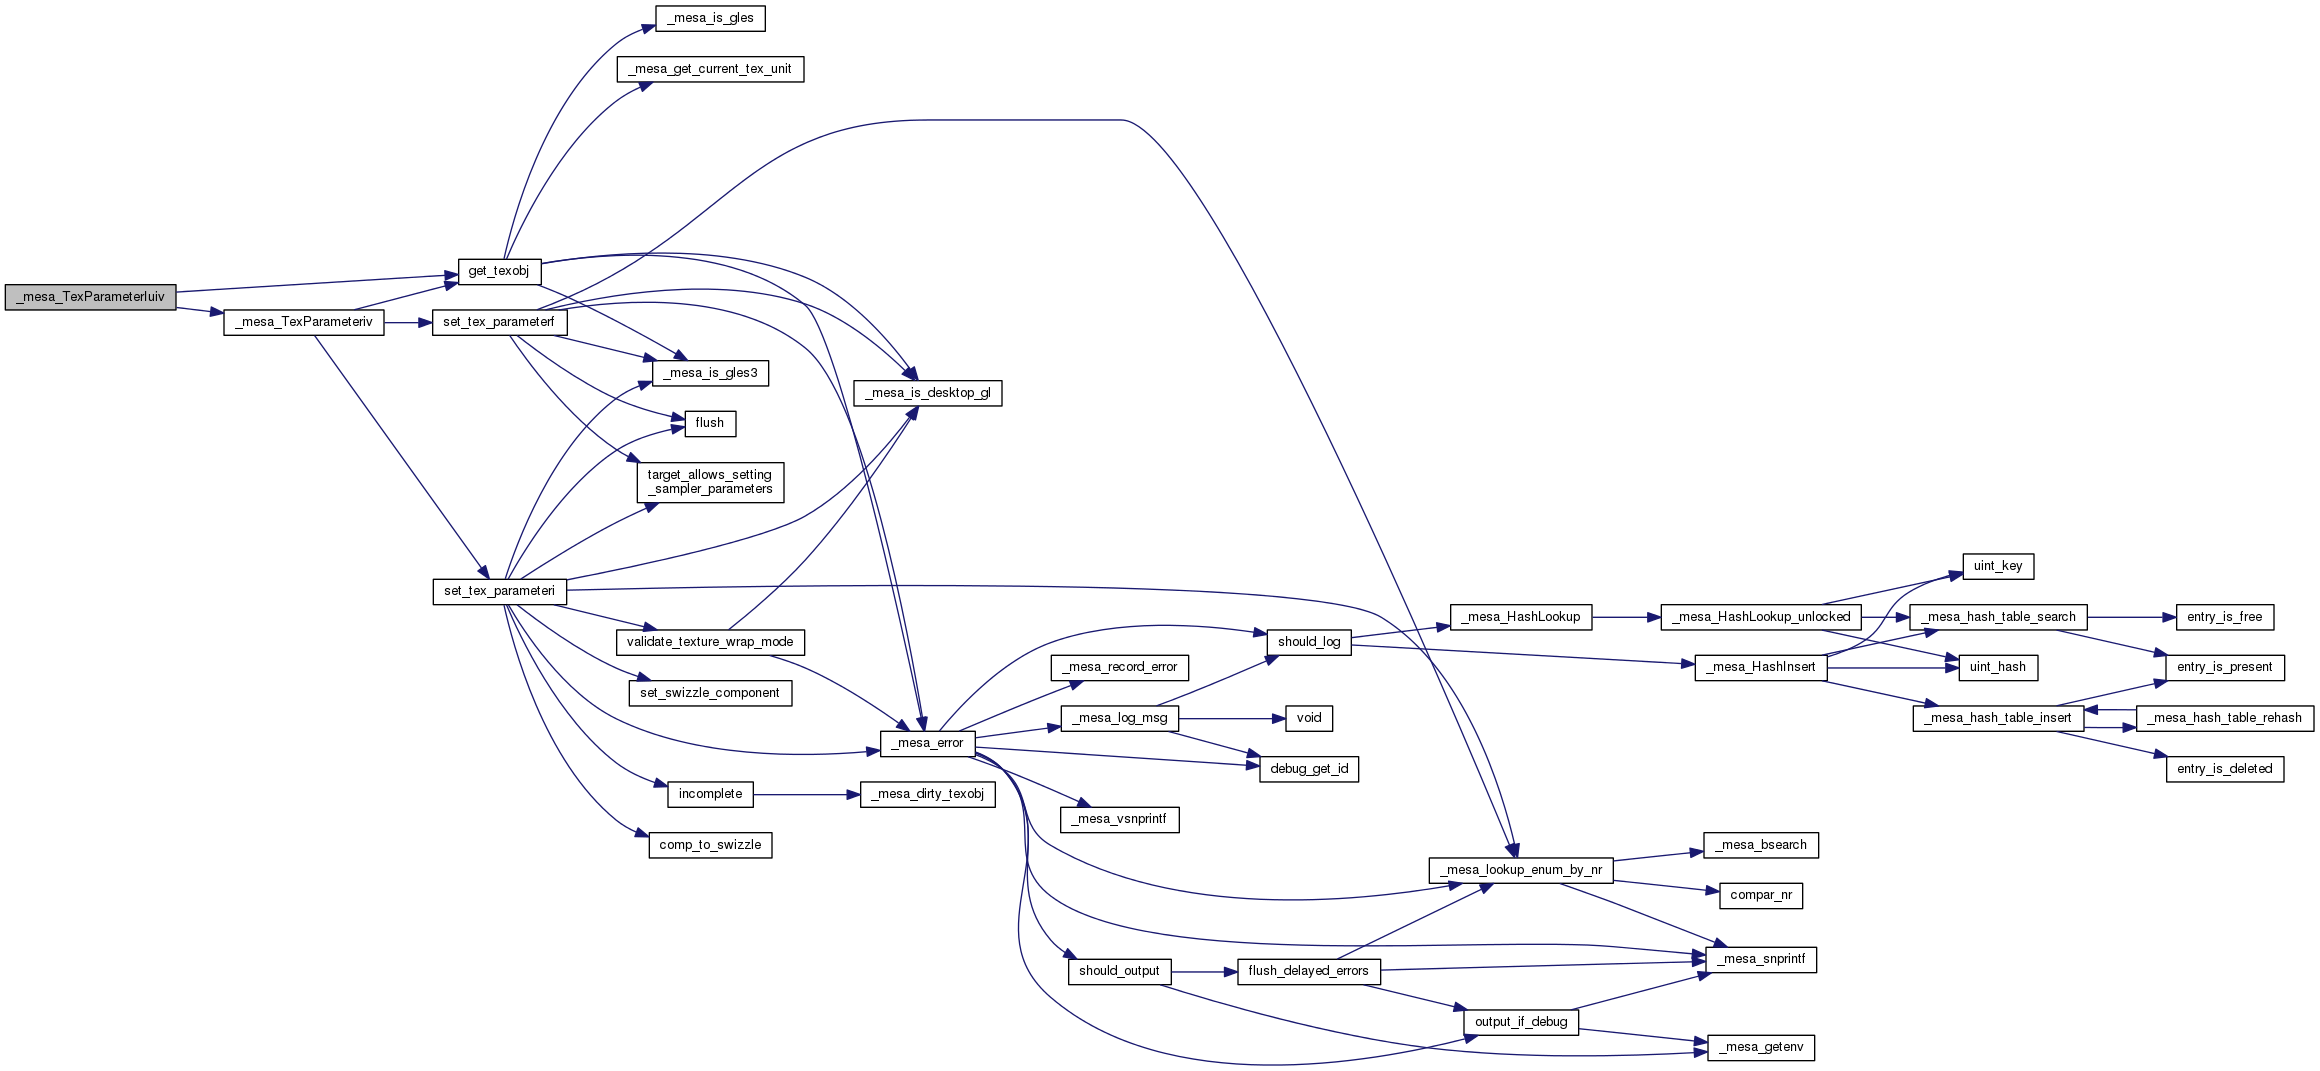 _mesa_TexParameterIuiv
_mesa_TexParameteriv
get_texobj
set_tex_parameterf
set_tex_parameteri
_mesa_is_gles
_mesa_get_current_tex_unit
_mesa_is_gles3
flush
target_allows_setting
_sampler_parameters
validate_texture_wrap_mode
set_swizzle_component
incomplete
comp_to_swizzle
_mesa_is_desktop_gl
_mesa_error
_mesa_dirty_texobj
_mesa_record_error
_mesa_log_msg
_mesa_vsnprintf
should_output
should_log
void
debug_get_id
flush_delayed_errors
_mesa_HashLookup
_mesa_lookup_enum_by_nr
output_if_debug
_mesa_HashLookup_unlocked
_mesa_HashInsert
_mesa_bsearch
compar_nr
_mesa_snprintf
_mesa_getenv
uint_key
_mesa_hash_table_search
uint_hash
_mesa_hash_table_insert
entry_is_free
entry_is_present
_mesa_hash_table_rehash
entry_is_deleted